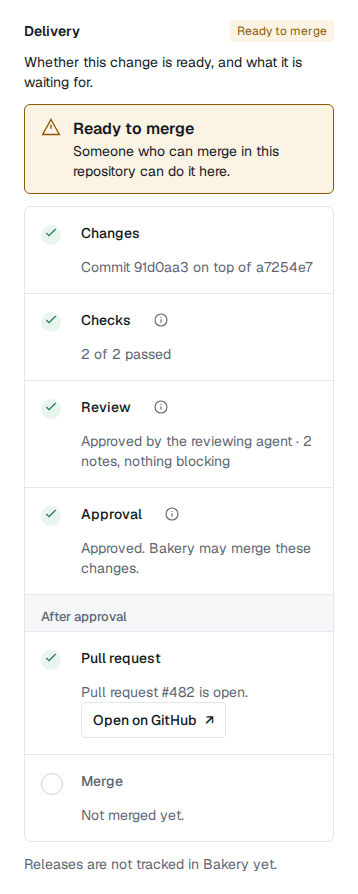 Delivery
Ready to merge
Whether this change is ready, and what it is
waiting for.
Ready to merge
Someone who can merge in this
repository can do it here.
Changes
Commit 91d0aa3 on top of a7254e7
Checks
2 of 2 passed
Review
Approved by the reviewing agent · 2
notes, nothing blocking
Approval
Approved. Bakery may merge these
changes.
After approval
Pull request
Pull request #482 is open.
Open on GitHub
Merge
Not merged yet.
Releases are not tracked in Bakery yet.